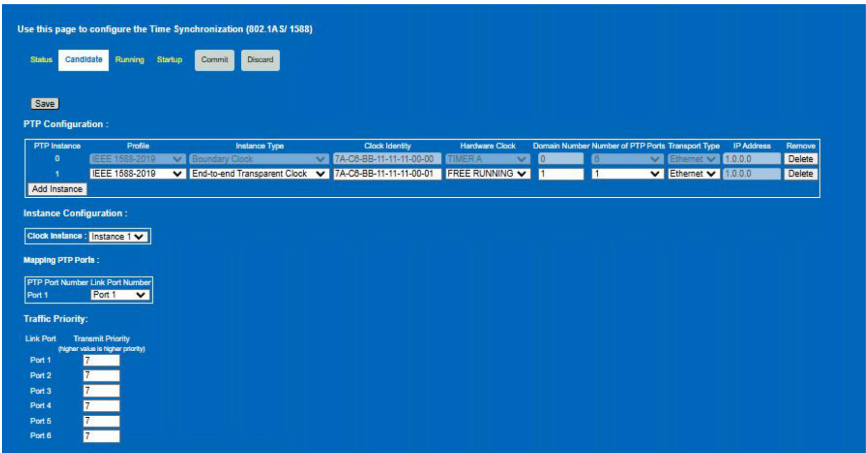 Use this page to configure the Time Synchronization (802.1AS/ 1588)
Status Candidate Running Startup Commit Discard
Save
PTP Configuration :
PTP Instance Profile Instance Type Clock Identity Hardware Clock Domain Number Number of PTP Ports Transport Type IP Address Remove
0 IEEE 1588-2019 Boundary Clock 7A-C6-BB-11-11-11-00-00 TIMER A 0 6 Ethernet 1.0.0.0 Delete
1 IEEE 1588-2019 End-to-end Transparent Clock 7A-C6-BB-11-11-11-00-01 FREE RUNNING 1 1 Ethernet 1.0.0.0 Delete
Add Instance
Instance Configuration :
Clock Instance : Instance 1
Mapping PTP Ports :
PTP Port Number Link Port Number
Port 1 Port 1
Traffic Priority:
Link Port Transmit Priority
(higher value is higher priority)
Port 1 7
Port 2 7
Port 3 7
Port 4 7
Port 5 7
Port 6 7